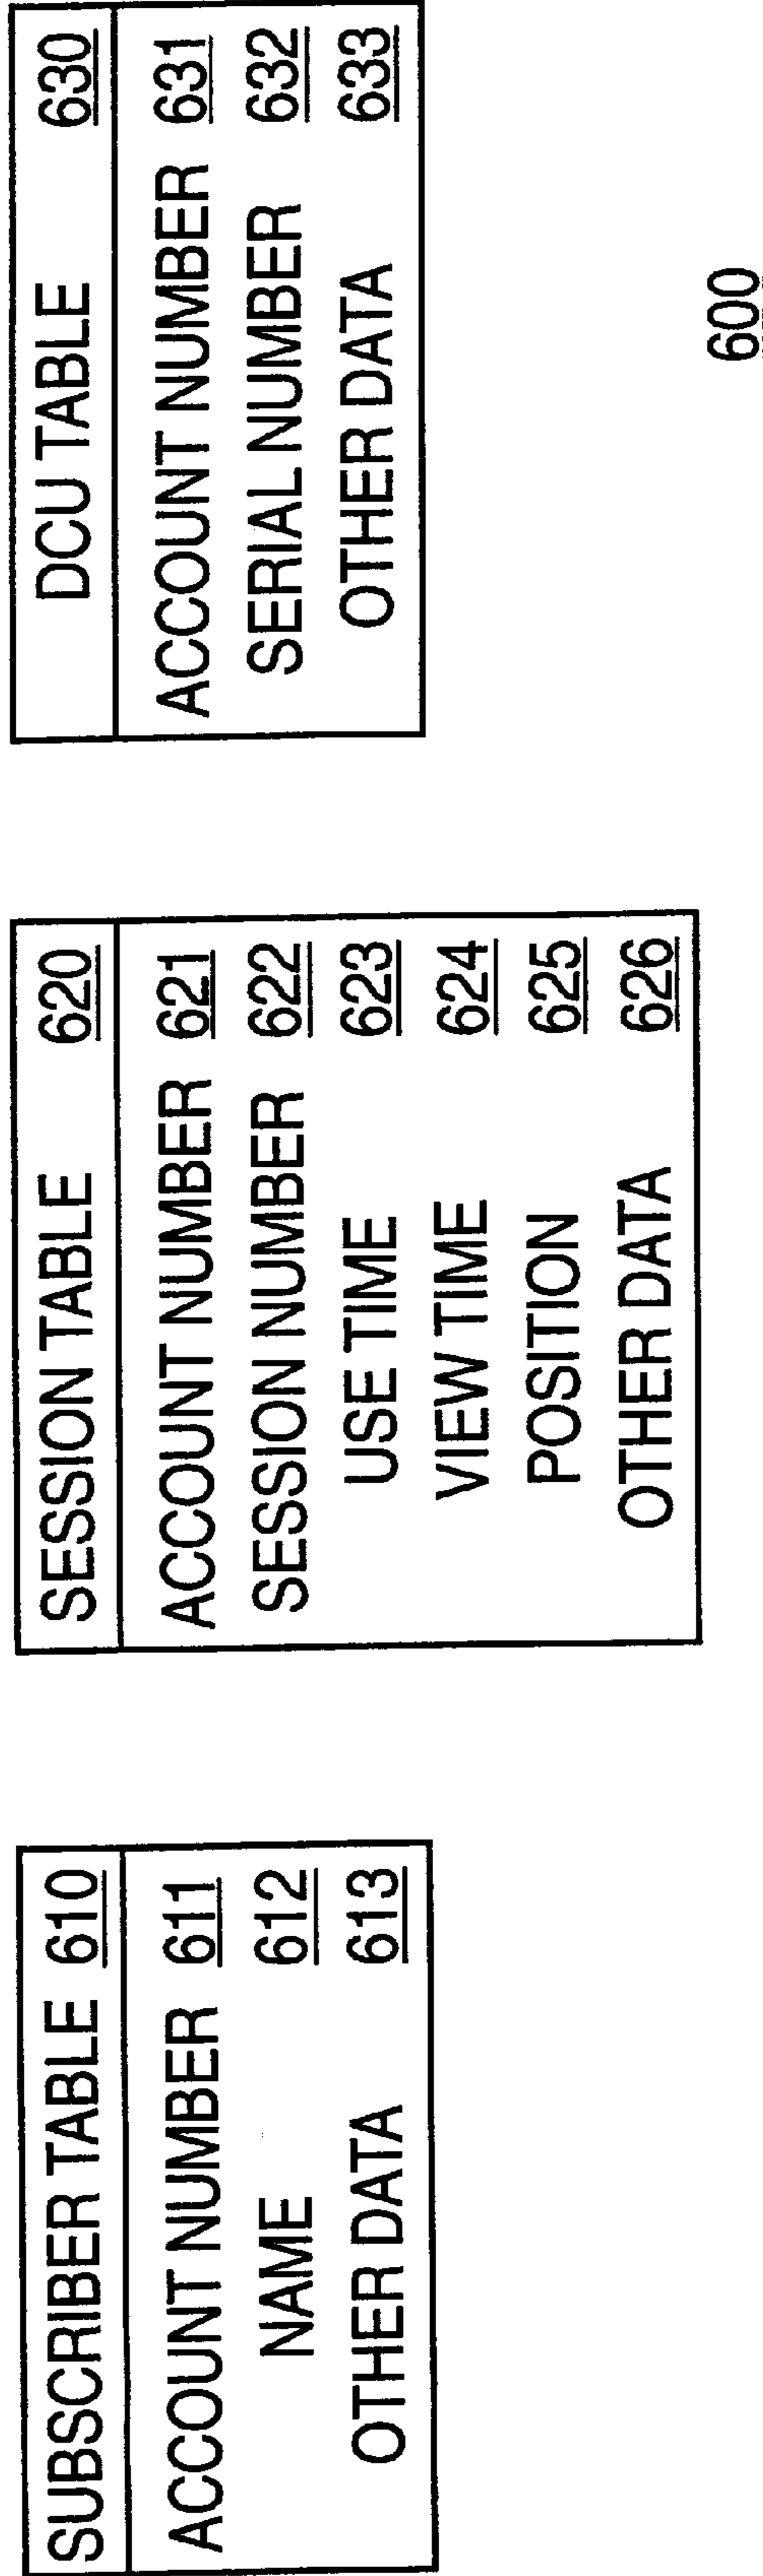 SUBSCRIBER TABLE 610
ACCOUNT NUMBER 611
NAME 612
OTHER DATA 613
SESSION TABLE 620
ACCOUNT NUMBER 621
SESSION NUMBER 622
USE TIME 623
VIEW TIME 624
POSITION 625
OTHER DATA 626
DCU TABLE 630
ACCOUNT NUMBER 631
SERIAL NUMBER 632
OTHER DATA 633
600